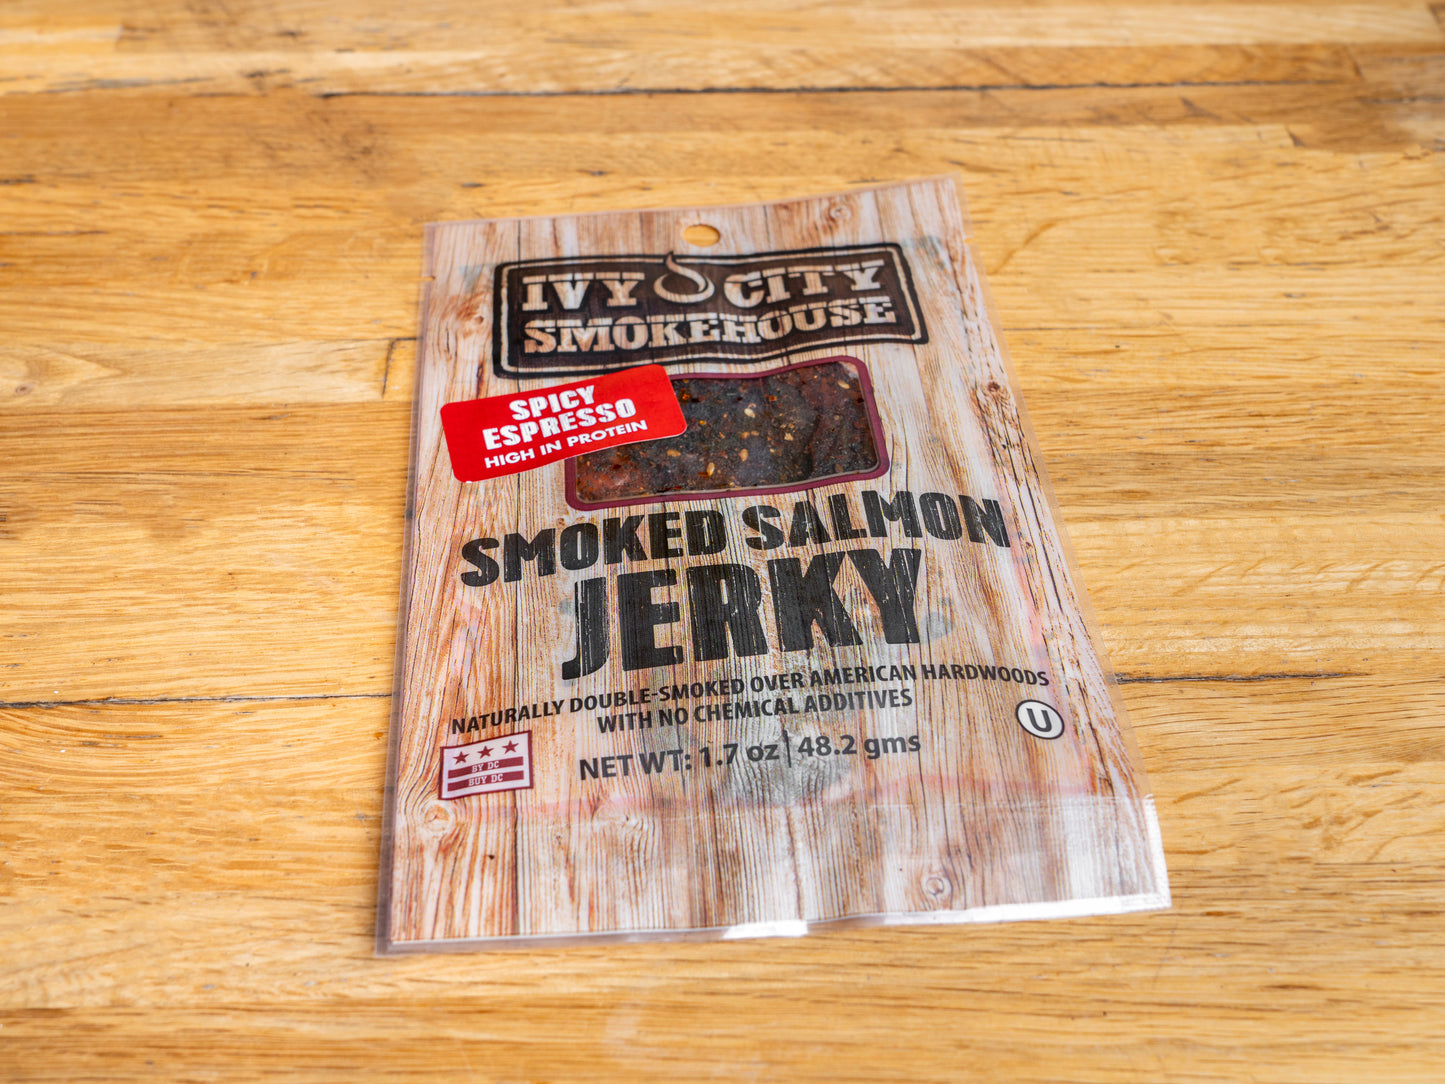 IVY CITY
SMOKEHOUSE
SPICY
ESPRESSO
HIGH IN PROTEIN
SMOKED SALMON
JERKY
NATURALLY DOUBLE-SMOKED OVER AMERICAN HARDWOODS
WITH NO CHEMICAL ADDITIVES
U
NET WT: 1.7 oz | 48.2 gms
BY DC
BUY DC